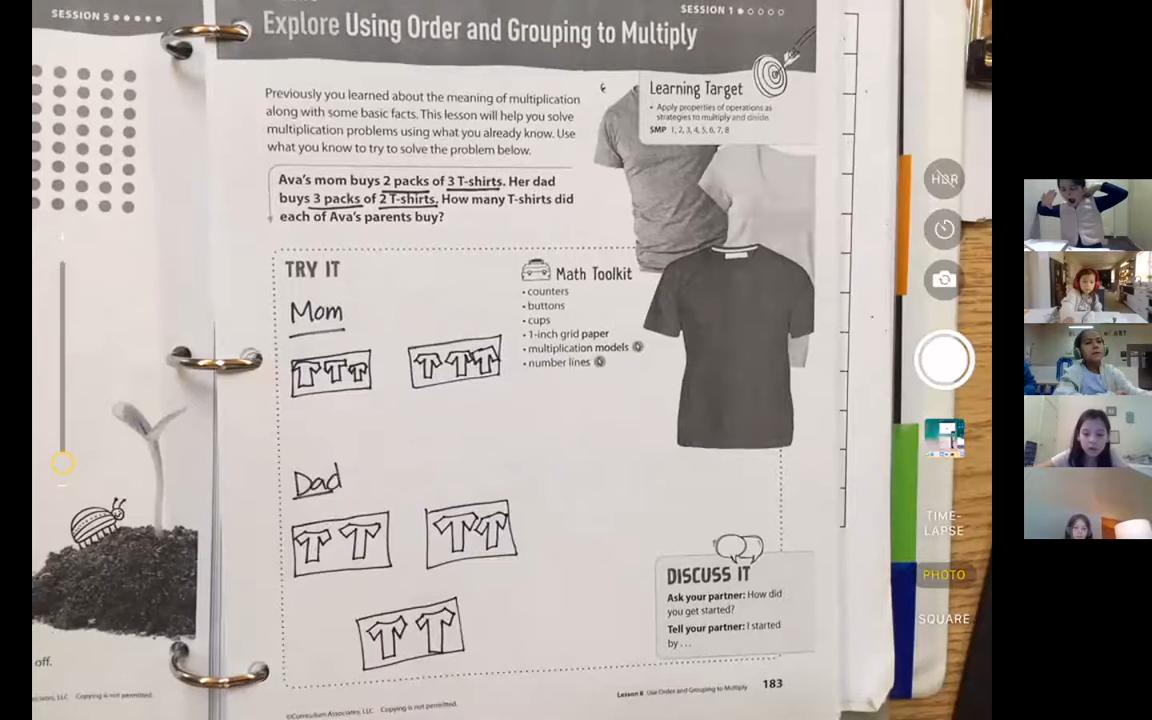 SESSION 5
SESSION 1
Explore Using Order and Grouping to Multiply
Previously you learned about the meaning of multiplication
along with some basic facts. This lesson will help you solve
multiplication problems using what you already know. Use
what you know to try to solve the problem below.
Learning Target
• Apply properties of operations as
strategies to multiply and divide.
SMP 1, 2, 3, 4, 5, 6, 7, 8
Ava's mom buys 2 packs of 3 T-shirts. Her dad
buys 3 packs of 2 T-shirts. How many T-shirts did
each of Ava's parents buy?
TRY IT
Math Toolkit
• counters
• buttons
• cups
• 1-inch grid paper
• multiplication models
• number lines
Mom
Dad
DISCUSS IT
Ask your partner: How did
you get started?
Tell your partner: I started
by . . .
off.
Copying is not permitted.
©Curriculum Associates, LLC Copying is not permitted.
Lesson 8 Use Order and Grouping to Multiply 183
HDR
TIME-
LAPSE
PHOTO
SQUARE